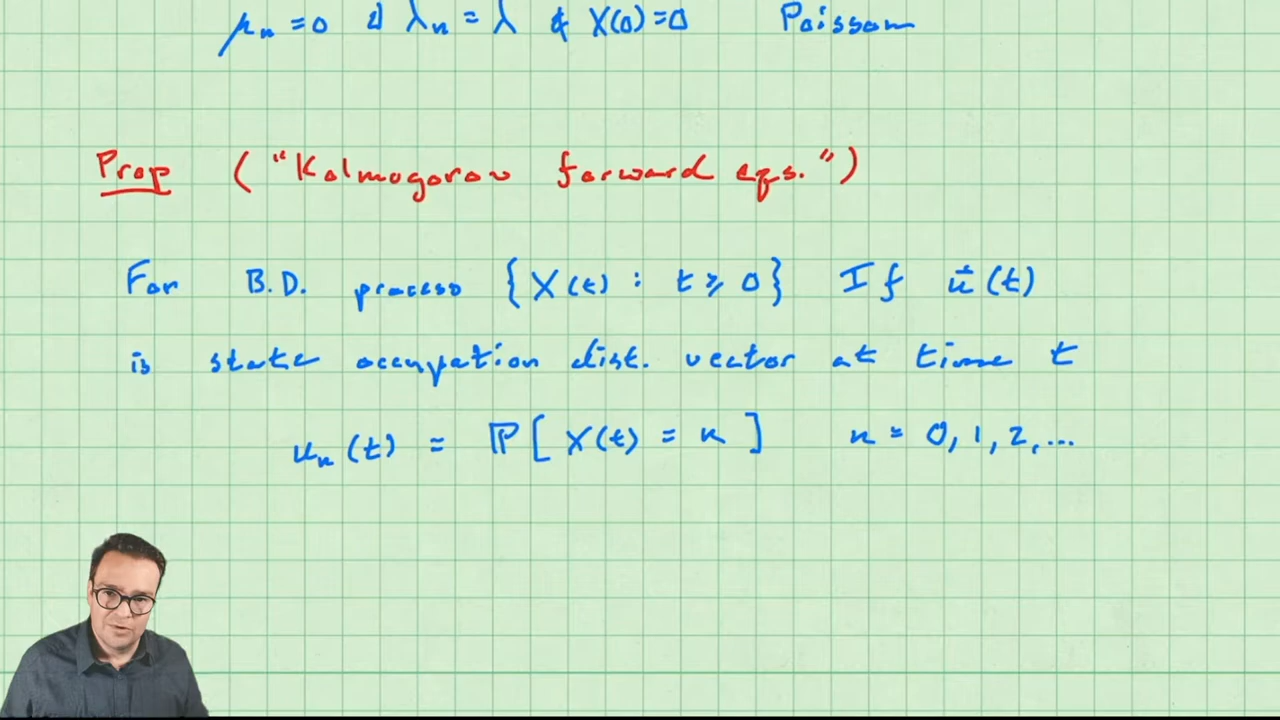 μₙ = 0 & λₙ = λ & X(0) = 0 Poisson
Prop ("Kolmogorov forward eqs.")
For B.D. process {X(t) : t ≥ 0} If u⃗(t)
is state occupation dist. vector at time t
uₙ(t) = ℙ[X(t) = n] n = 0, 1, 2, ...